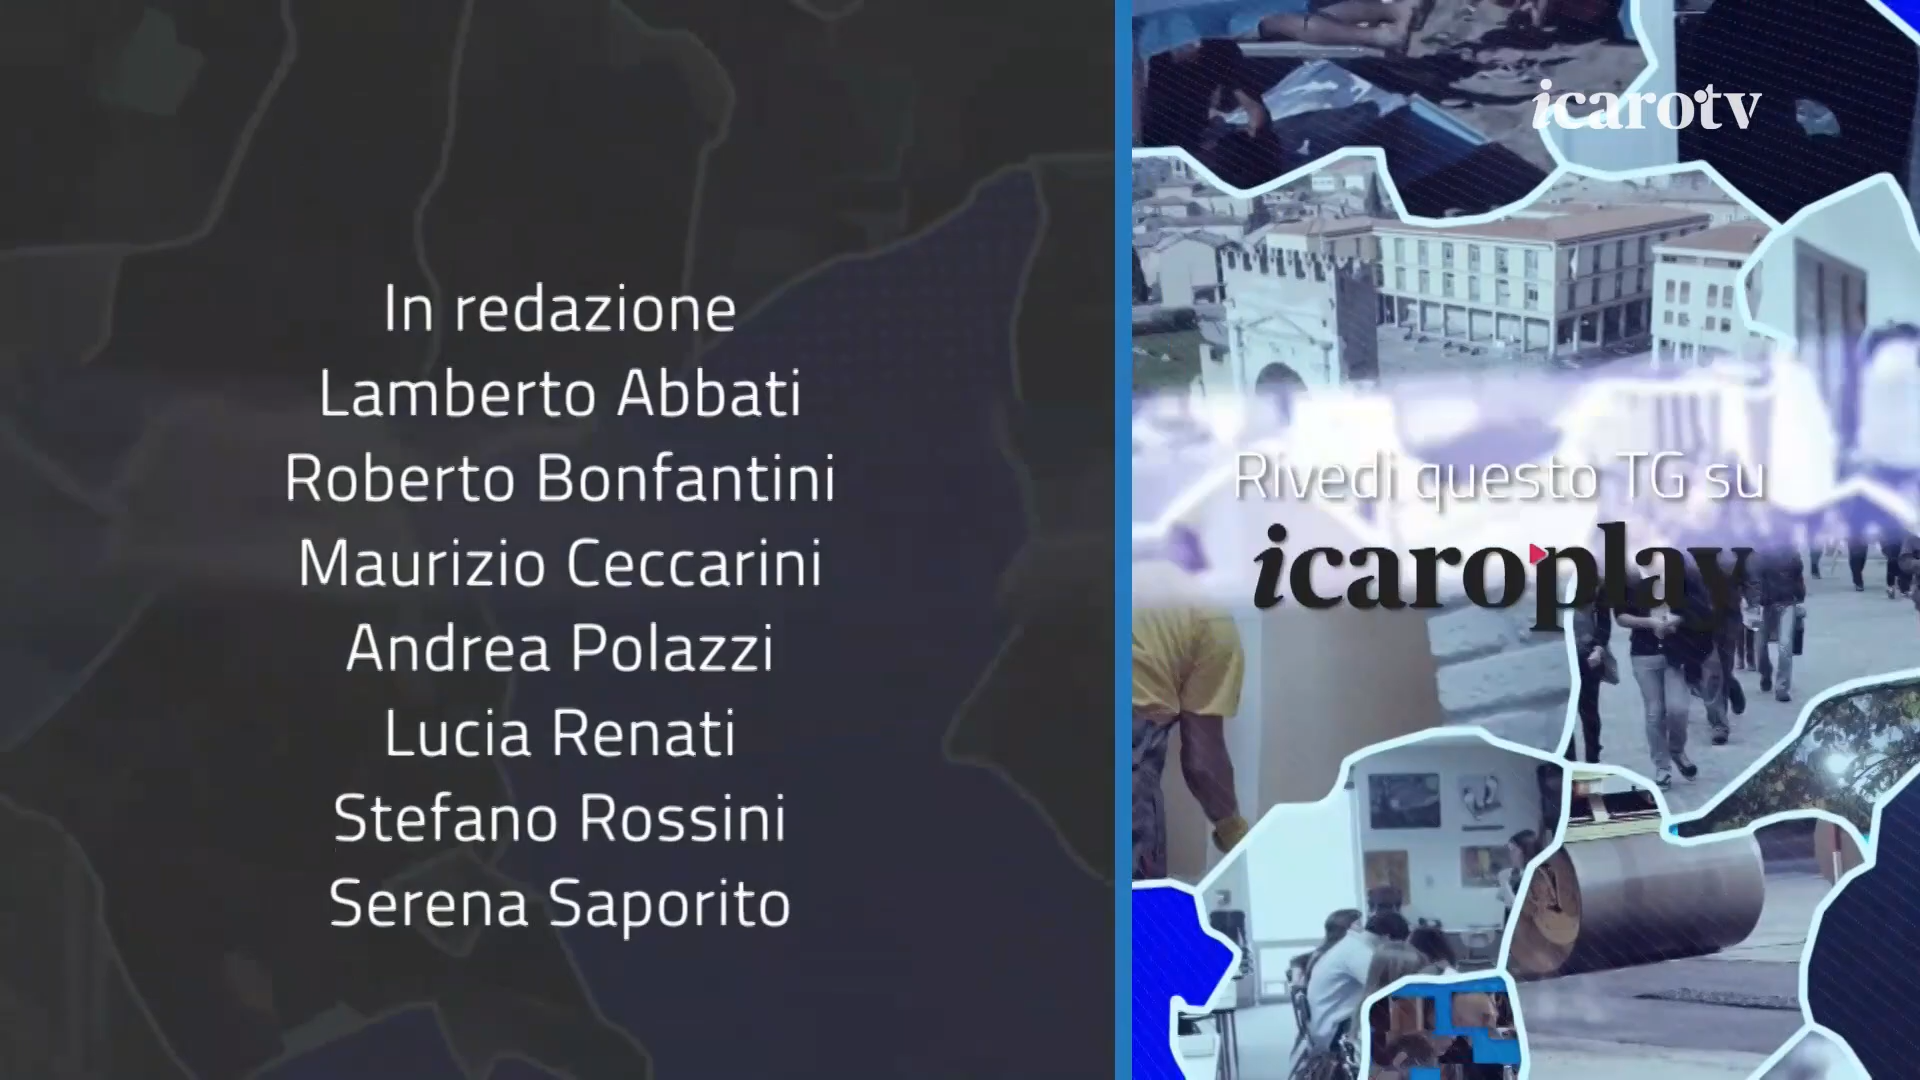 In redazione
Lamberto Abbati
Roberto Bonfantini
Maurizio Ceccarini
Andrea Polazzi
Lucia Renati
Stefano Rossini
Serena Saporito
icarotv
Rivedi questo TG su
icaroplay